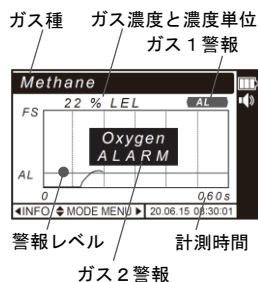 ガス種
ガス濃度と濃度単位
ガス1警報
Methane
22 % LEL
AL
FS
Oxygen
ALARM
AL
0
060s
INFO
MODE MENU
20.06.15 08:30:01
警報レベル
計測時間
ガス2警報